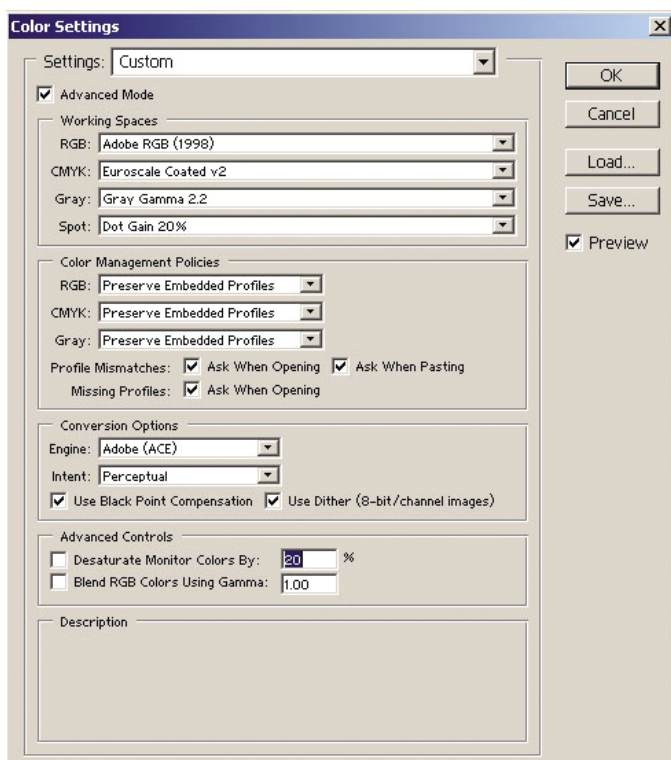 Color Settings
Settings: Custom
OK
Advanced Mode
Cancel
Working Spaces
RGB: Adobe RGB (1998)
CMYK: Euroscale Coated v2
Load...
Gray: Gray Gamma 2.2
Save...
Spot: Dot Gain 20%
Preview
Color Management Policies
RGB: Preserve Embedded Profiles
CMYK: Preserve Embedded Profiles
Gray: Preserve Embedded Profiles
Profile Mismatches: Ask When Opening Ask When Pasting
Missing Profiles: Ask When Opening
Conversion Options
Engine: Adobe (ACE)
Intent: Perceptual
Use Black Point Compensation Use Dither (8-bit/channel images)
Advanced Controls
Desaturate Monitor Colors By: 20 %
Blend RGB Colors Using Gamma: 1.00
Description